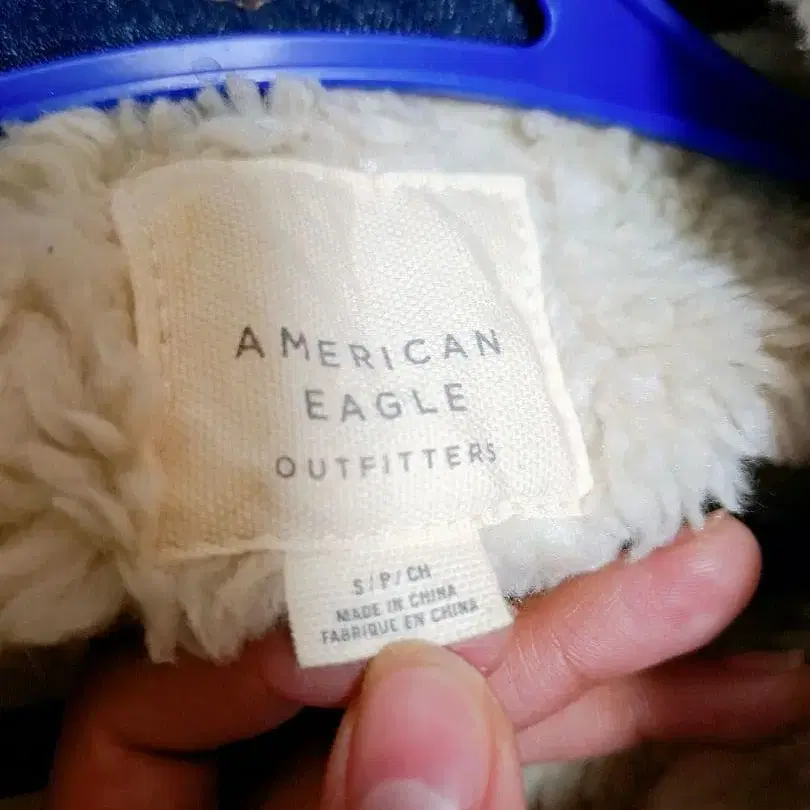 AMERICAN
EAGLE
OUTFITTERS
S/P/CH
MADE IN CHINA
FABRIQUE EN CHINA